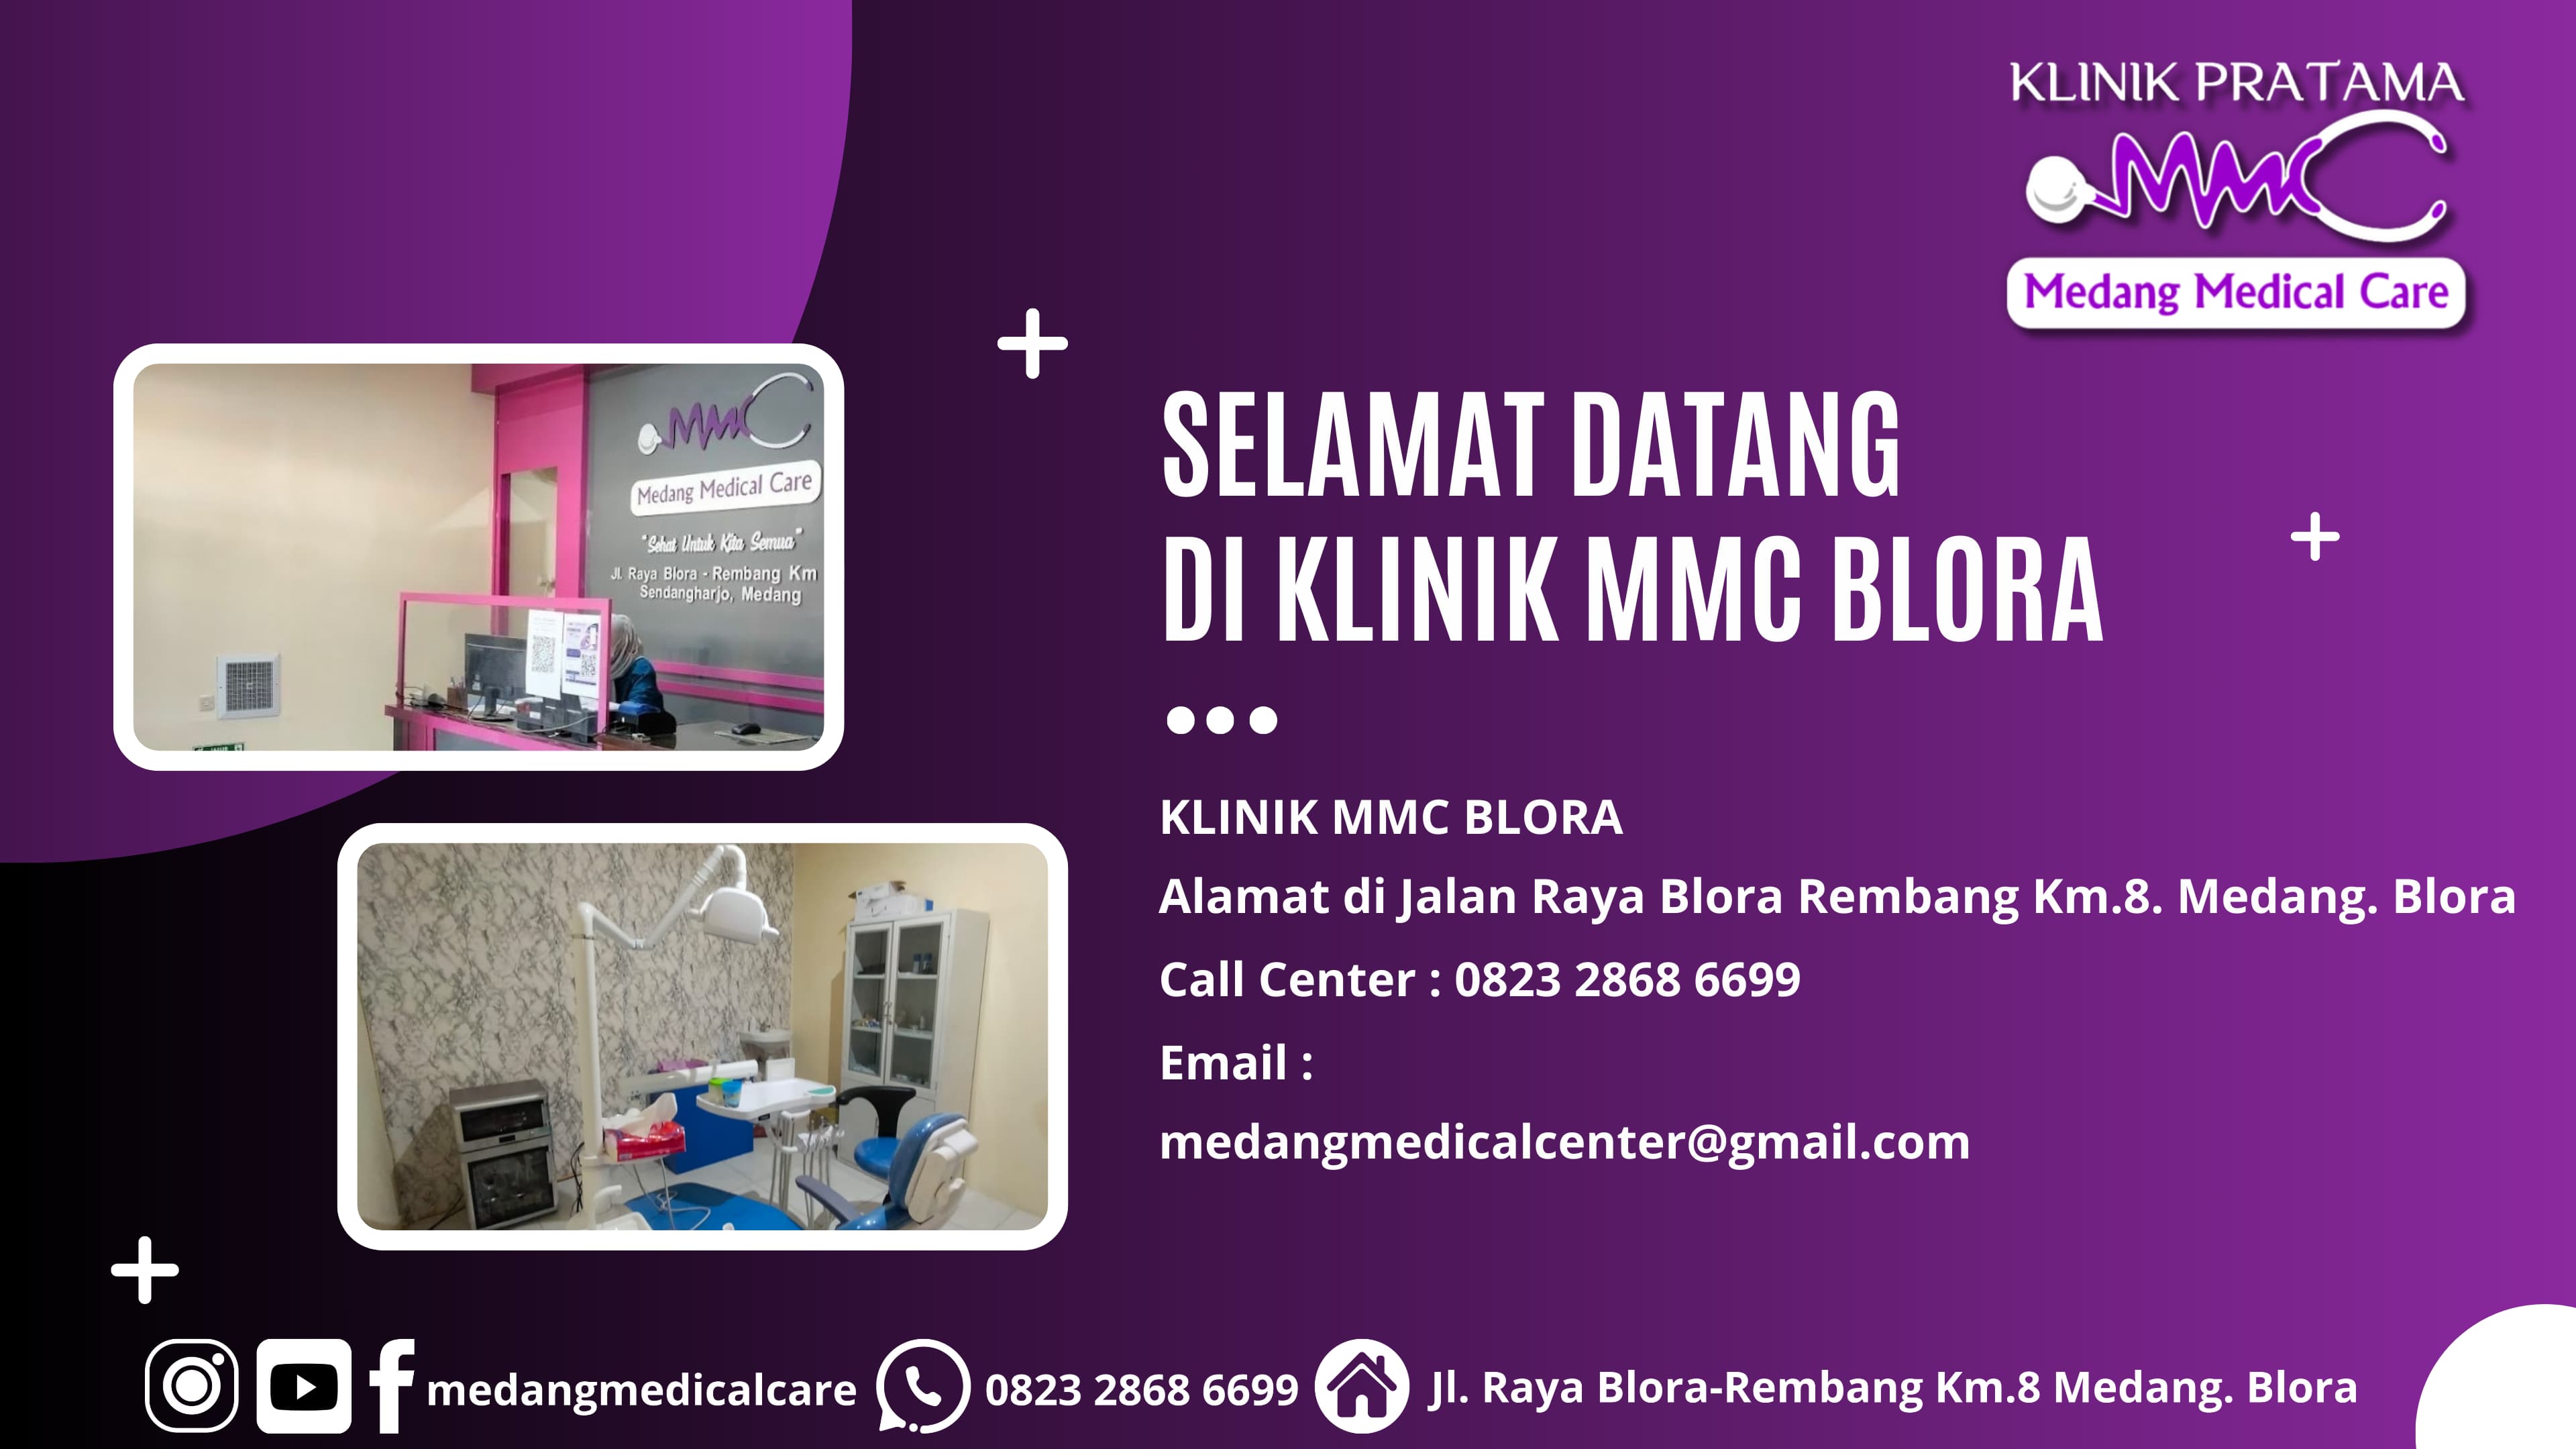 KLINIK PRATAMA
MMC
Medang Medical Care
MMC
Medang Medical Care
"Sehat Untuk Kita Semua"
Jl. Raya Blora - Rembang Km
Sendangharjo, Medang
SELAMAT DATANG
DI KLINIK MMC BLORA
KLINIK MMC BLORA
Alamat di Jalan Raya Blora Rembang Km.8. Medang. Blora
Call Center : 0823 2868 6699
Email :
medangmedicalcenter@gmail.com
medangmedicalcare
0823 2868 6699
Jl. Raya Blora-Rembang Km.8 Medang. Blora